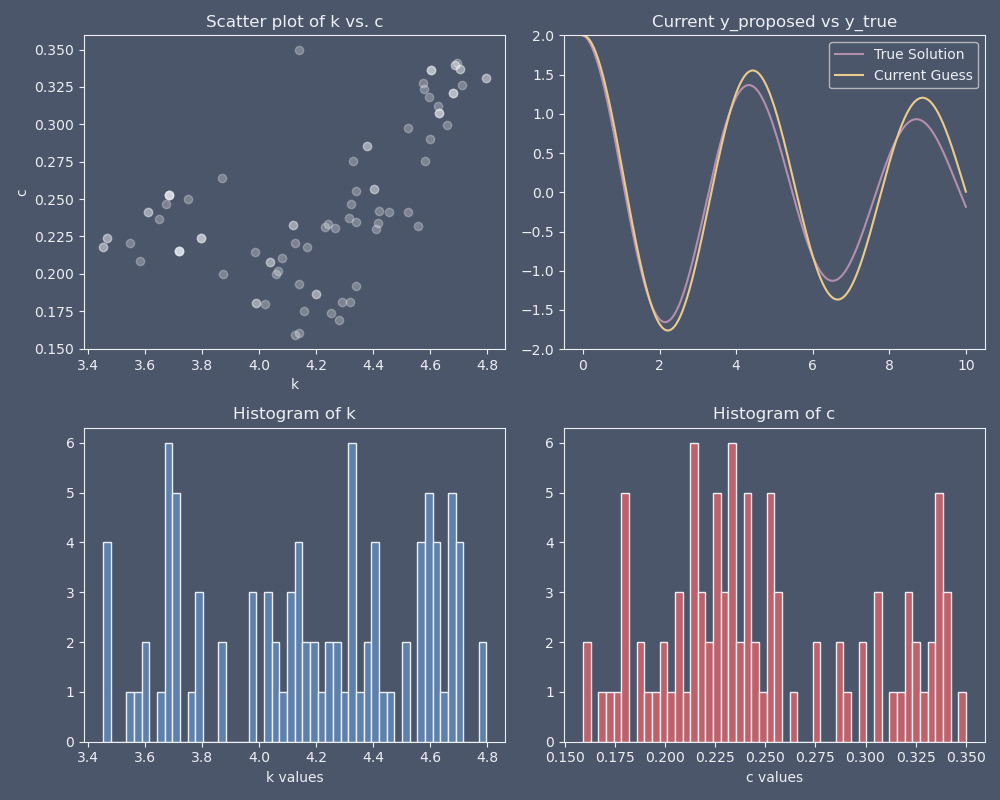 Scatter plot of k vs. c
0.350
0.325
0.300
0.275
0.250
0.225
0.200
0.175
0.150
c
3.4 3.6 3.8 4.0 4.2 4.4 4.6 4.8
k
Current y_proposed vs y_true
2.0
1.5
1.0
0.5
0.0
−0.5
−1.0
−1.5
−2.0
True Solution
Current Guess
0 2 4 6 8 10
Histogram of k
6
5
4
3
2
1
0
3.4 3.6 3.8 4.0 4.2 4.4 4.6 4.8
k values
Histogram of c
6
5
4
3
2
1
0
0.150 0.175 0.200 0.225 0.250 0.275 0.300 0.325 0.350
c values